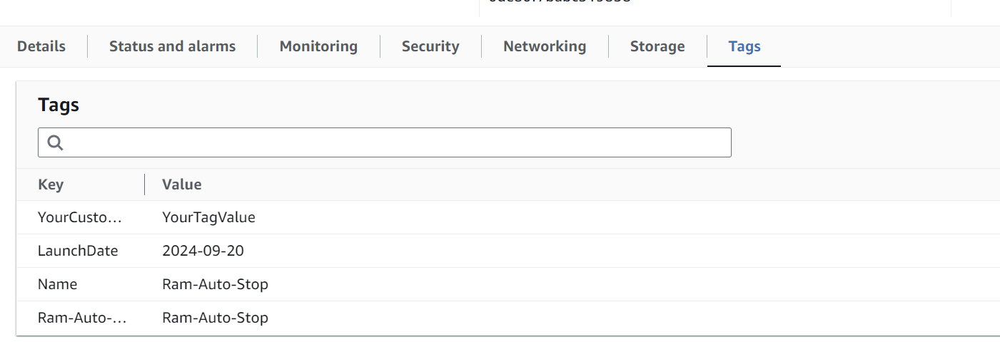 Details Status and alarms Monitoring Security Networking Storage Tags
Tags
Key Value
YourCusto... YourTagValue
LaunchDate 2024-09-20
Name Ram-Auto-Stop
Ram-Auto-... Ram-Auto-Stop